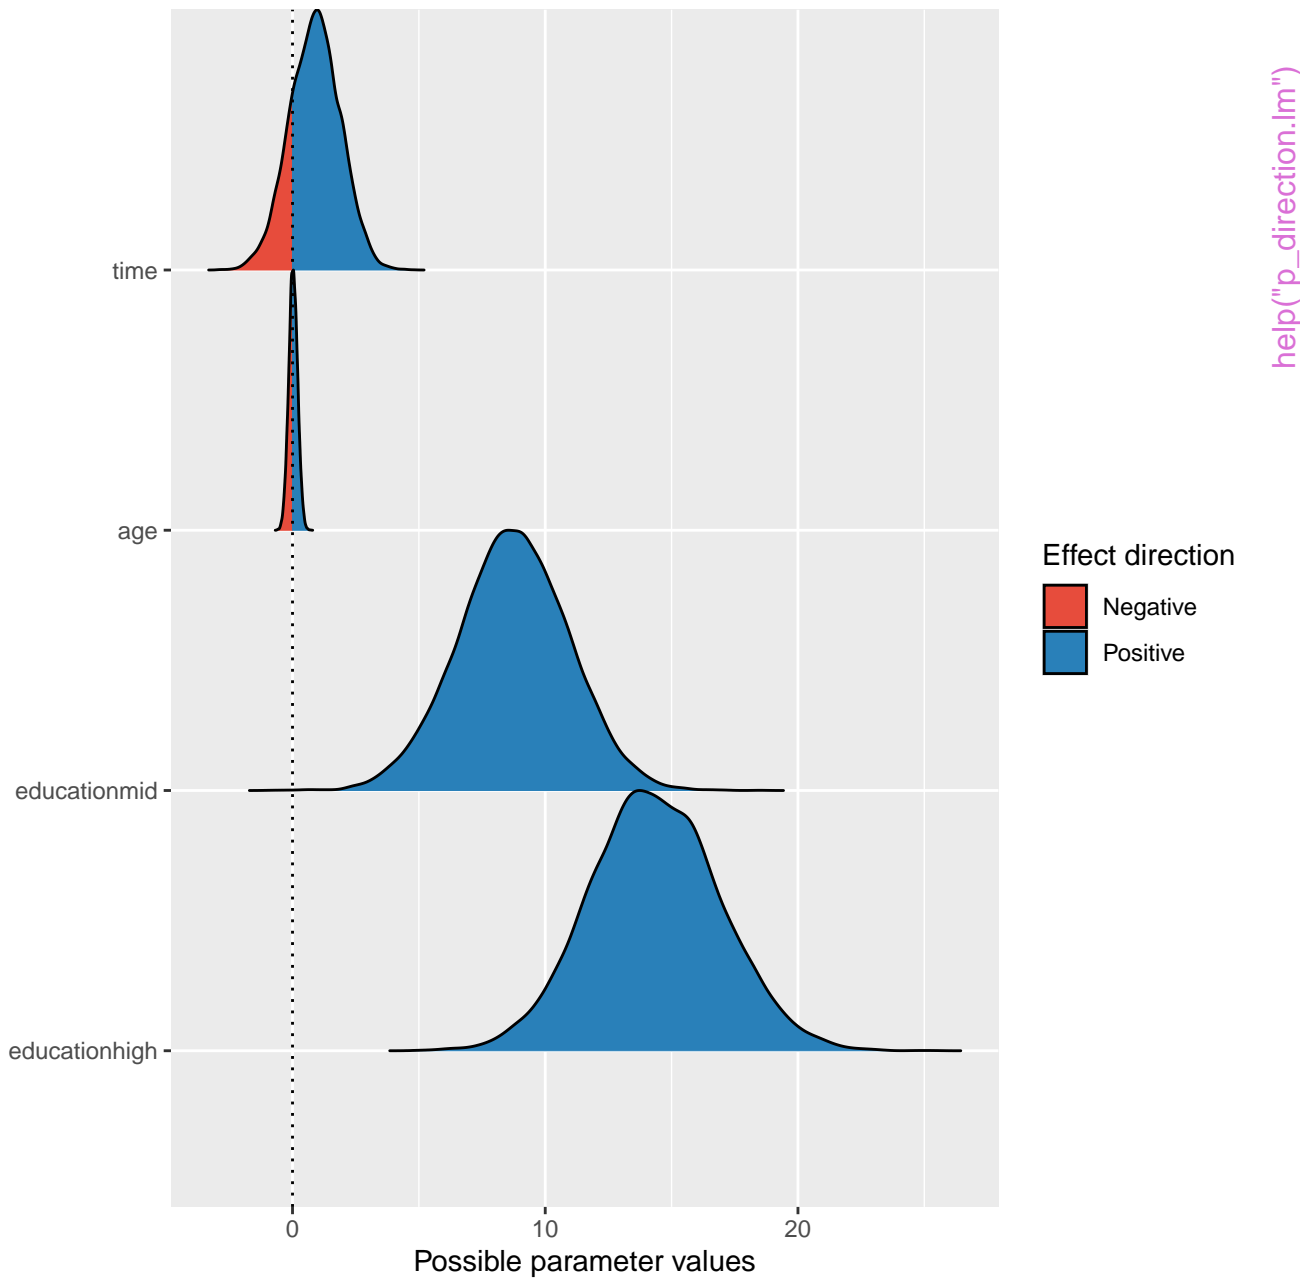 time
age
educationmid
educationhigh
0
10
20
Possible parameter values
Effect direction
Negative
Positive
help("p_direction.lm")